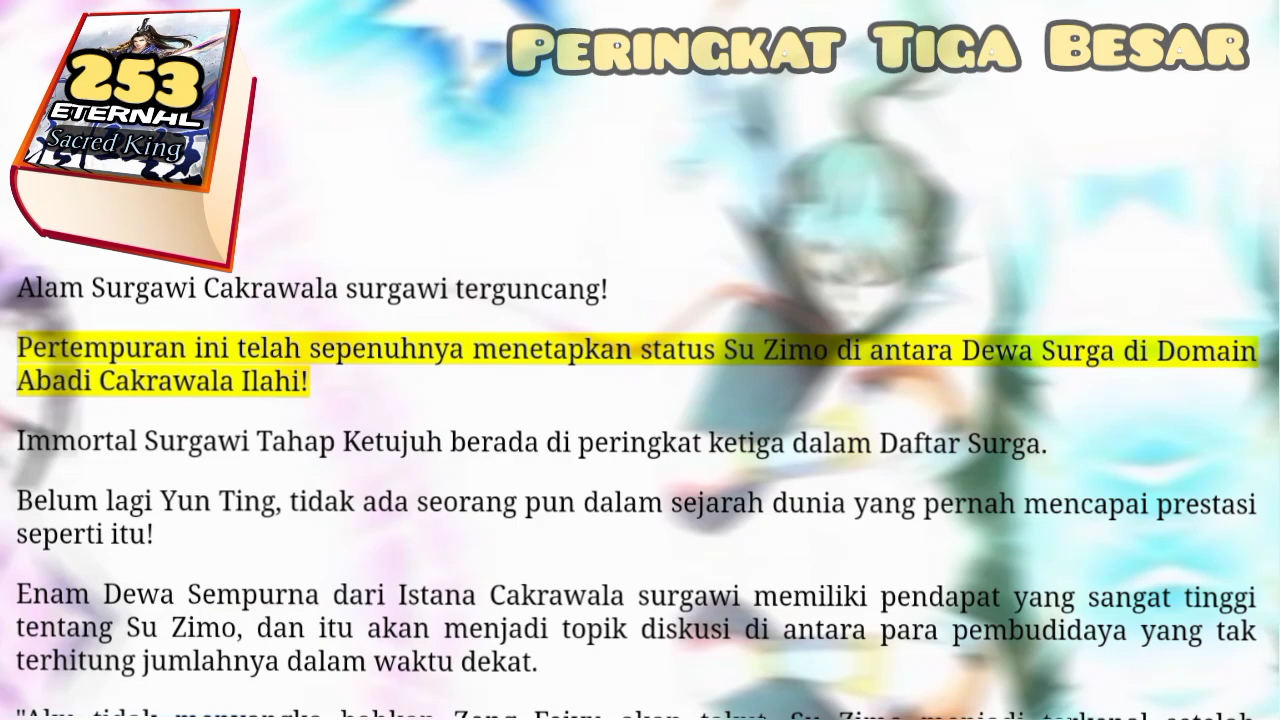 253
ETERNAL
Sacred King
PERINGKAT TIGA BESAR
Alam Surgawi Cakrawala surgawi terguncang!
Pertempuran ini telah sepenuhnya menetapkan status Su Zimo di antara Dewa Surga di Domain
Abadi Cakrawala Ilahi!
Immortal Surgawi Tahap Ketujuh berada di peringkat ketiga dalam Daftar Surga.
Belum lagi Yun Ting, tidak ada seorang pun dalam sejarah dunia yang pernah mencapai prestasi
seperti itu!
Enam Dewa Sempurna dari Istana Cakrawala surgawi memiliki pendapat yang sangat tinggi
tentang Su Zimo, dan itu akan menjadi topik diskusi di antara para pembudidaya yang tak
terhitung jumlahnya dalam waktu dekat.